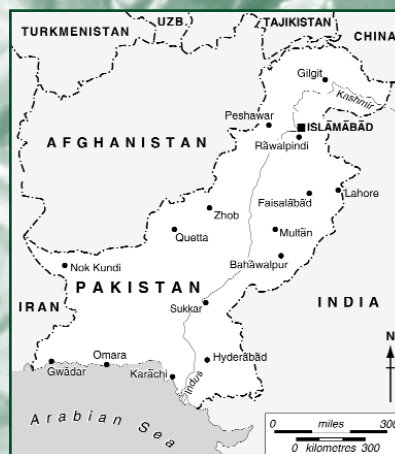 TURKMENISTAN
UZB.
TAJIKISTAN
CHINA
Gilgit
Kashmir
Peshawar
ISLĀMĀBĀD
AFGHANISTAN
Rāwalpindi
Lahore
Faisalābād
Zhob
Quetta
Multān
Bahāwalpur
Nok Kundi
PAKISTAN
IRAN
INDIA
Sukkar
N
Omara
Hyderābād
Gwādar
Karāchi
Indus
Arabian Sea
0 miles 300
0 kilometres 300